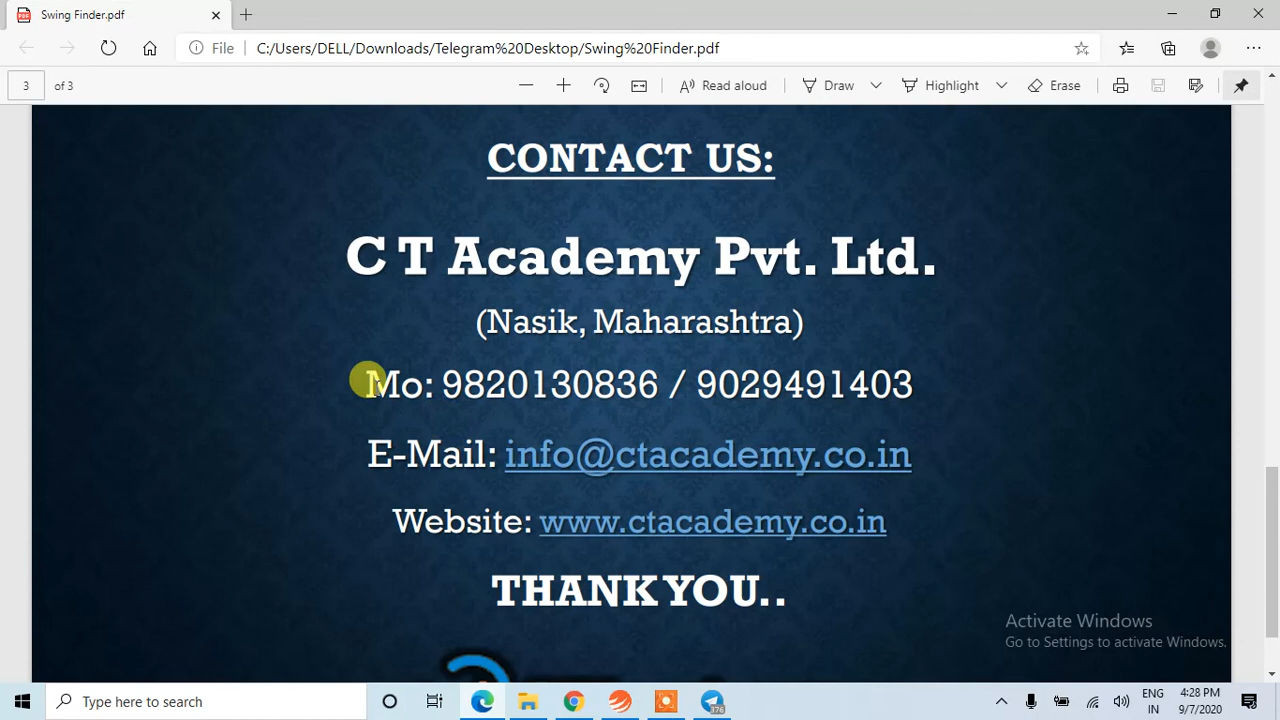 Swing Finder.pdf
File C:/Users/DELL/Downloads/Telegram%20Desktop/Swing%20Finder.pdf
3 of 3 Read aloud Draw Highlight Erase
CONTACT US:
C T Academy Pvt. Ltd.
(Nasik, Maharashtra)
Mo: 9820130836 / 9029491403
E-Mail: info@ctacademy.co.in
Website: www.ctacademy.co.in
THANK YOU..
Activate Windows
Go to Settings to activate Windows.
Type here to search
376
ENG
IN
4:28 PM
9/7/2020